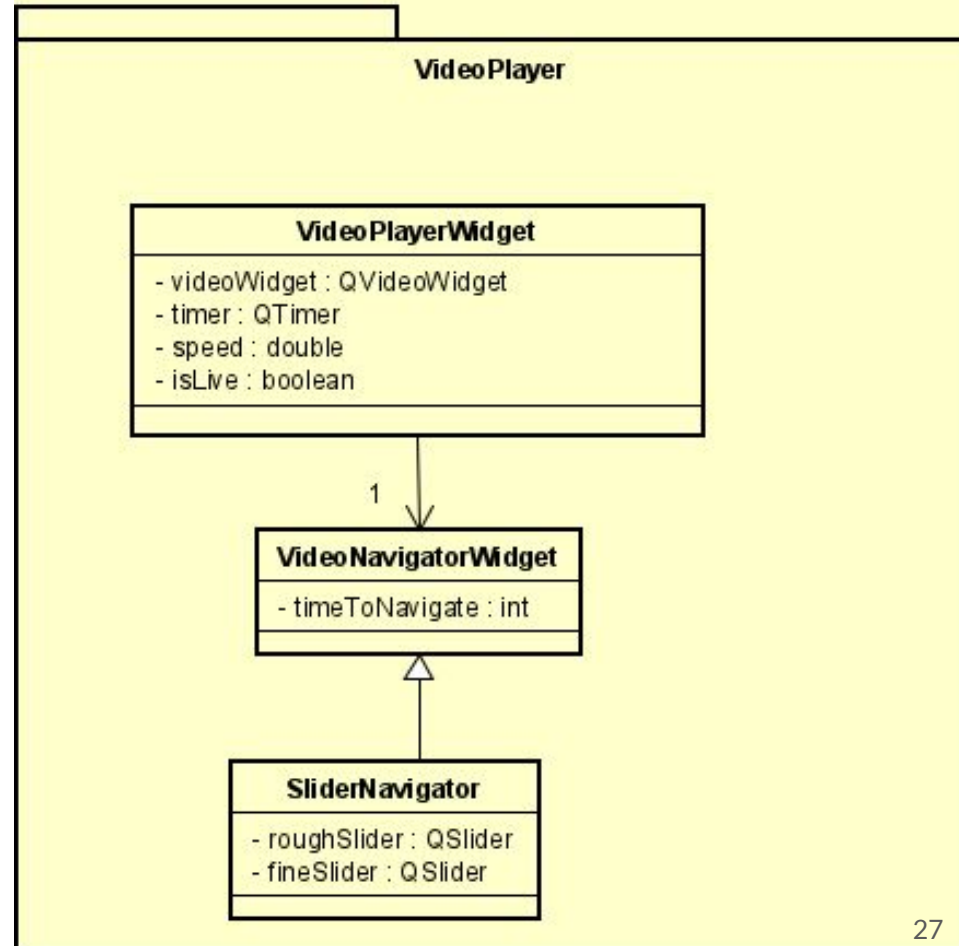 VideoPlayer
VideoPlayerWidget
- videoWidget : QVideoWidget
- timer : QTimer
- speed : double
- isLive : boolean
1
VideoNavigatorWidget
- timeToNavigate : int
SliderNavigator
- roughSlider : QSlider
- fineSlider : QSlider
27